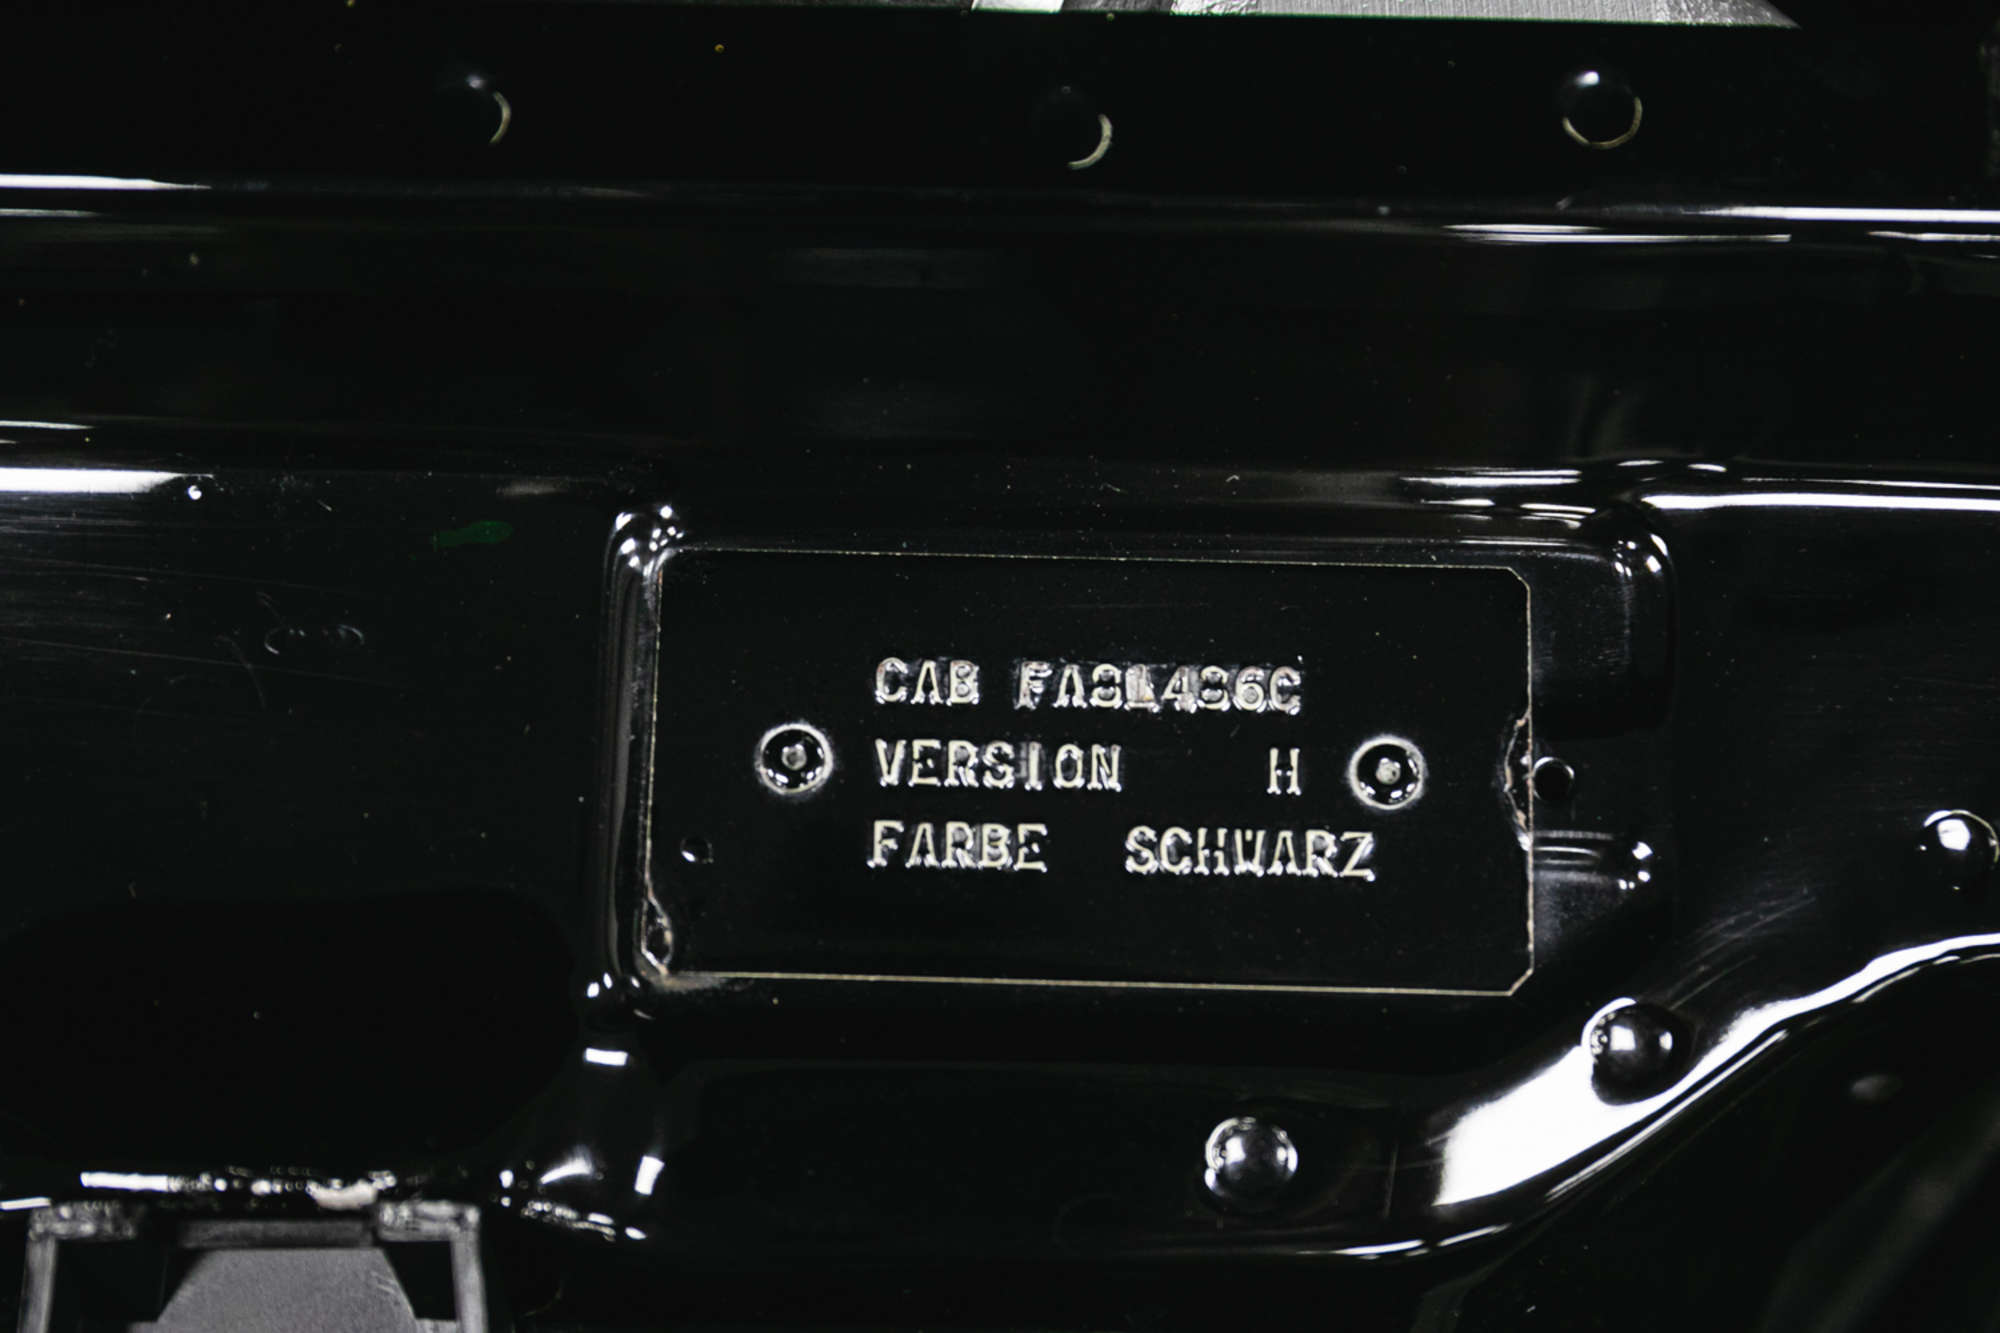 CAB FA8L486C
VERSION H
FARBE SCHWARZ